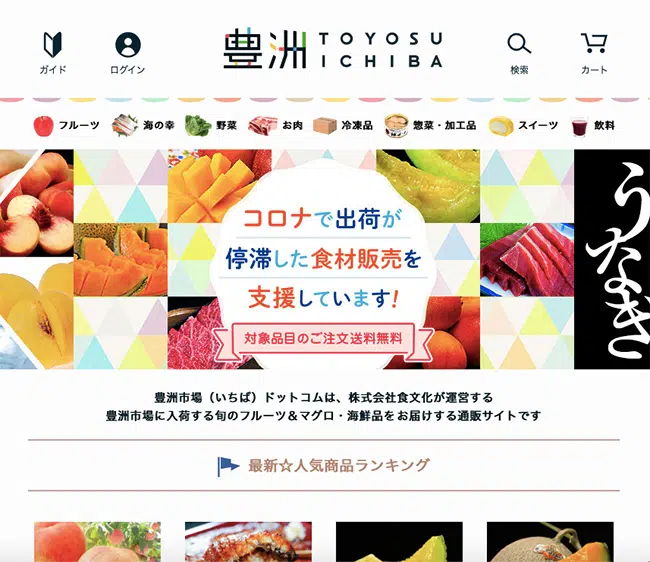 ガイド
ログイン
豊洲
TOYOSU
ICHIBA
検索
カート
フルーツ
海の幸
野菜
お肉
冷凍品
惣菜・加工品
スイーツ
飲料
コロナで出荷が
停滞した食材販売を
支援しています!
対象品目のご注文送料無料
うなぎ
豊洲市場(いちば)ドットコムは、株式会社食文化が運営する
豊洲市場に入荷する旬のフルーツ&マグロ・海鮮品をお届けする通販サイトです
最新☆人気商品ランキング